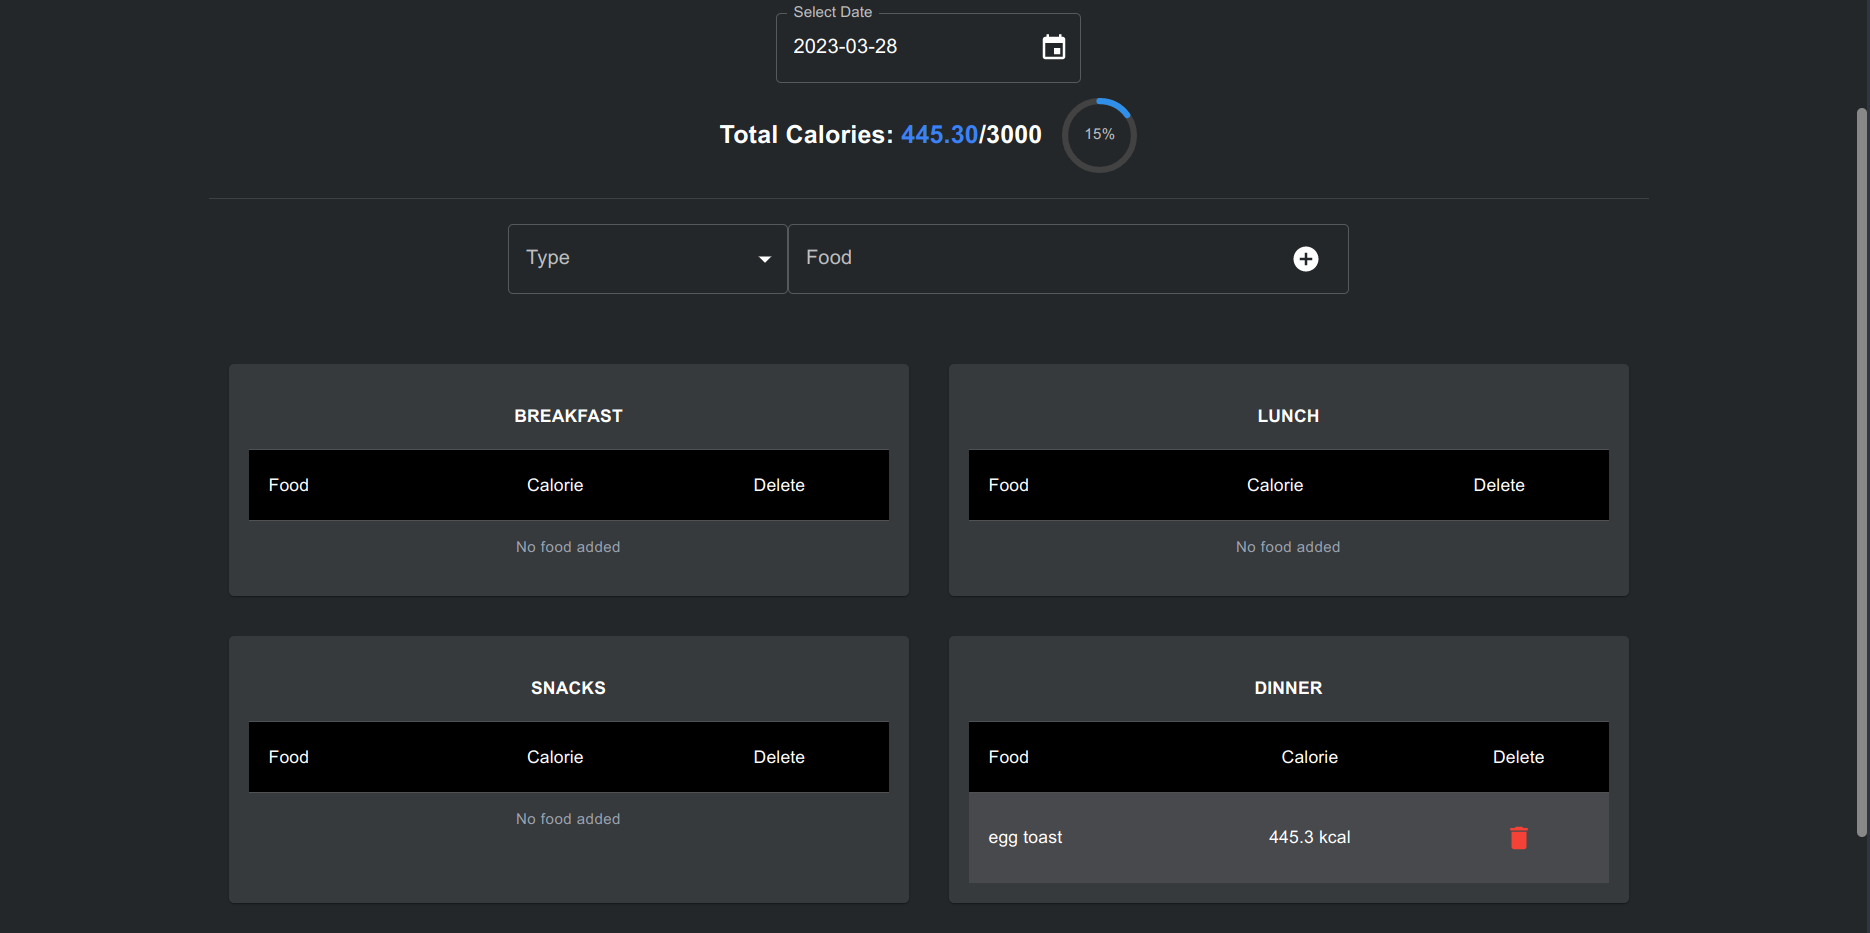 Select Date
2023-03-28
Total Calories: 445.30/3000
15%
Type
Food
BREAKFAST
Food Calorie Delete
No food added
LUNCH
Food Calorie Delete
No food added
SNACKS
Food Calorie Delete
No food added
DINNER
Food Calorie Delete
egg toast 445.3 kcal